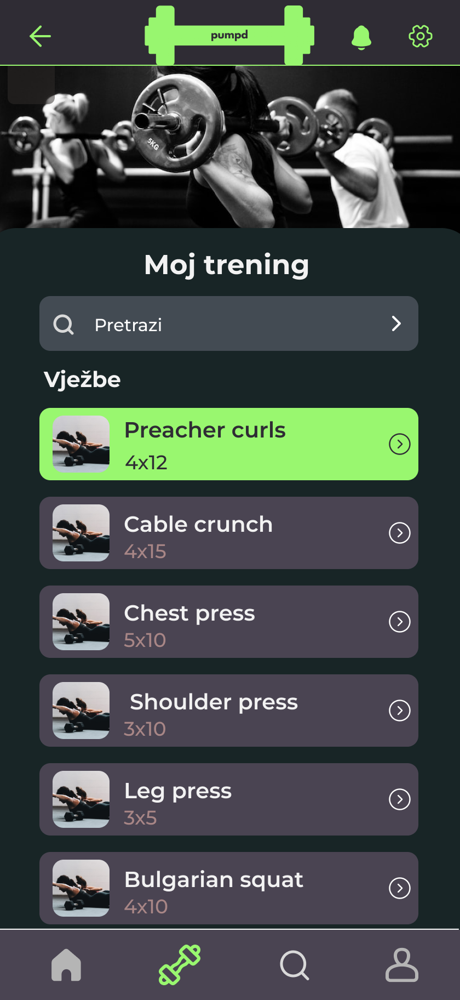 pumpd
5KG
Moj trening
Pretrazi
Vježbe
Preacher curls
4x12
Cable crunch
4x15
Chest press
5x10
Shoulder press
3x10
Leg press
3x5
Bulgarian squat
4x10